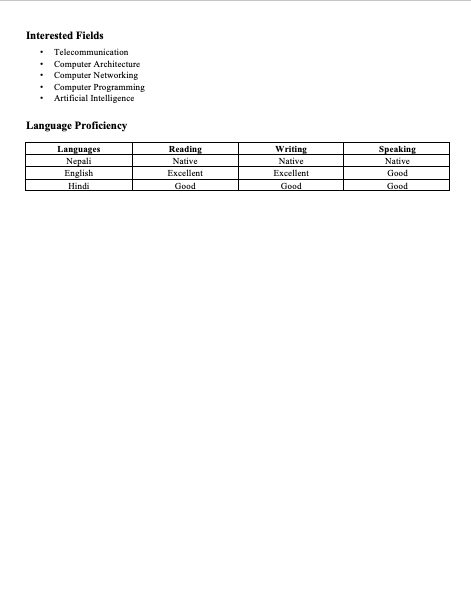 Interested Fields
• Telecommunication
• Computer Architecture
• Computer Networking
• Computer Programming
• Artificial Intelligence
Language Proficiency
Languages Reading Writing Speaking
Nepali Native Native Native
English Excellent Excellent Good
Hindi Good Good Good